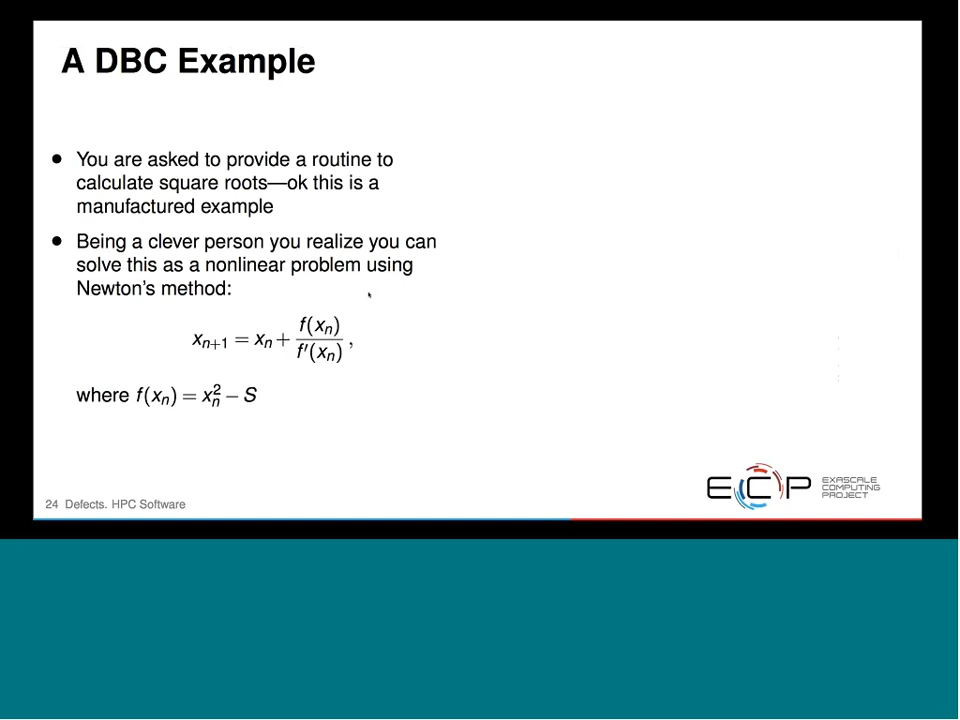 A DBC Example
● You are asked to provide a routine to
calculate square roots—ok this is a
manufactured example
● Being a clever person you realize you can
solve this as a nonlinear problem using
Newton's method:
xₙ₊₁ = xₙ + f(xₙ) / f′(xₙ) ,
where f(xₙ) = xₙ² − S
24 Defects. HPC Software
ECP EXASCALE
COMPUTING
PROJECT